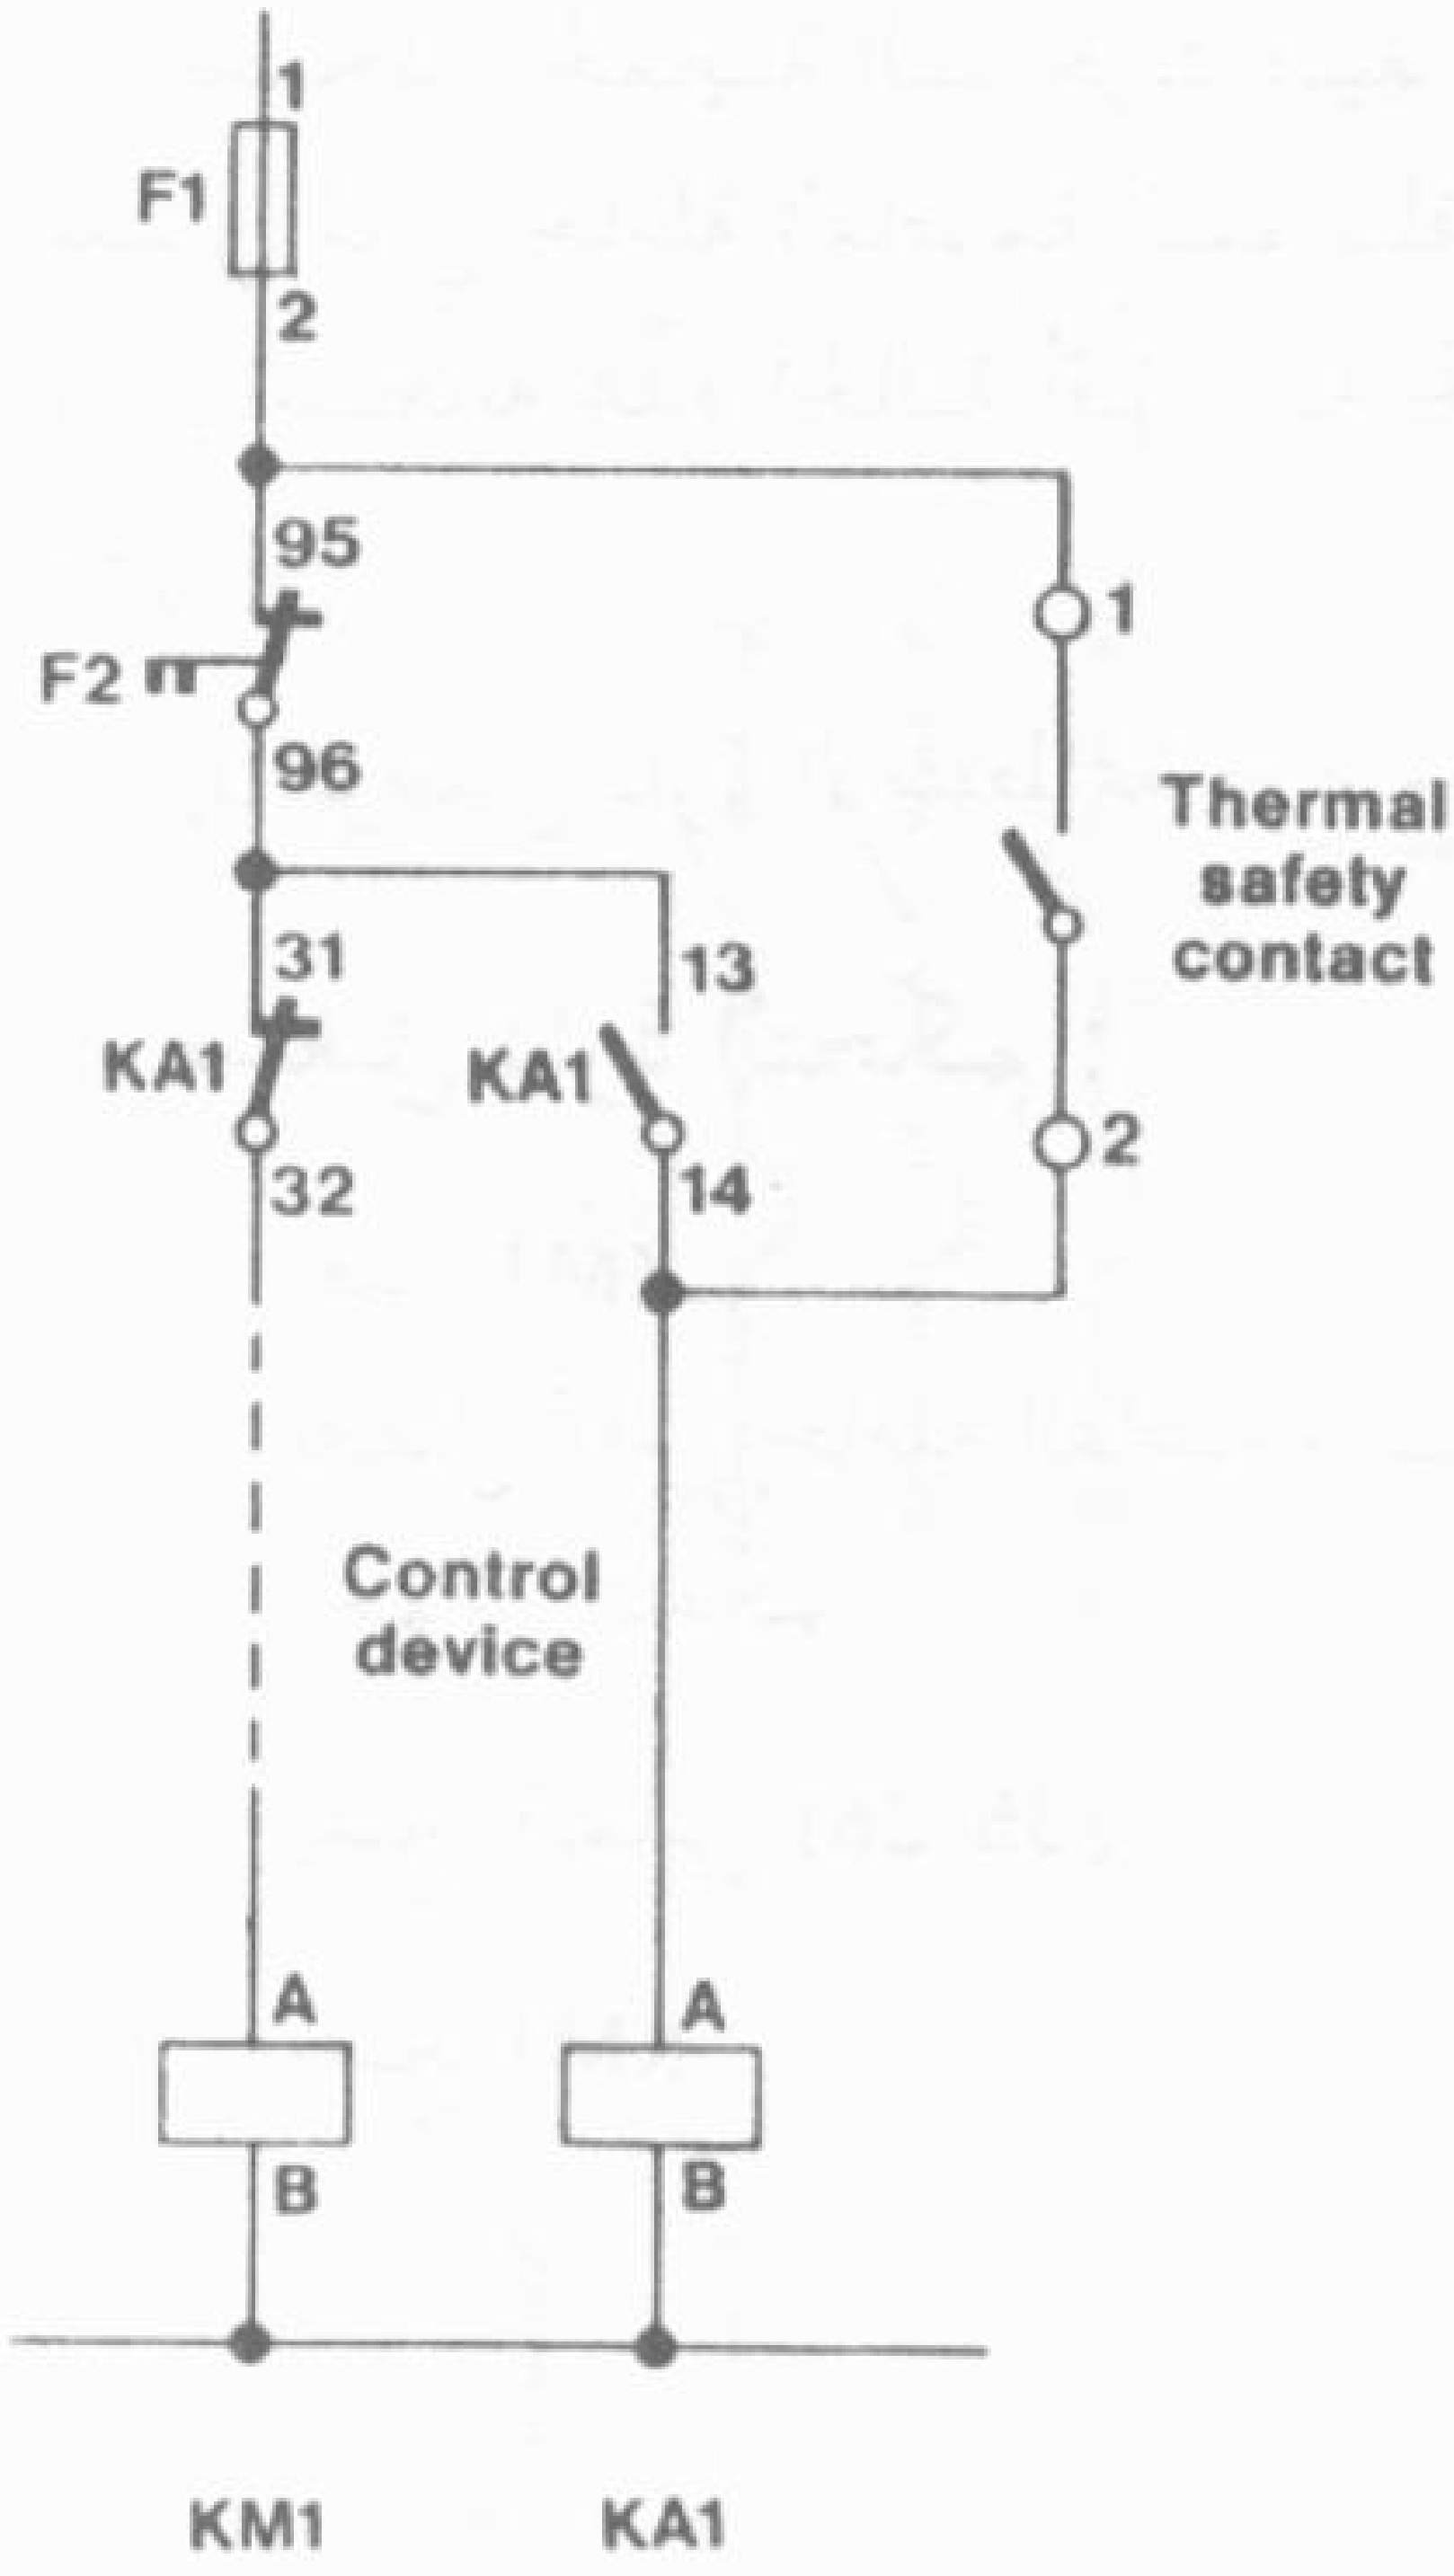 1
F1
2
95
F2
96
1
Thermal
safety
contact
31
13
KA1
KA1
32
14
2
Control
device
A
A
B
B
KM1
KA1